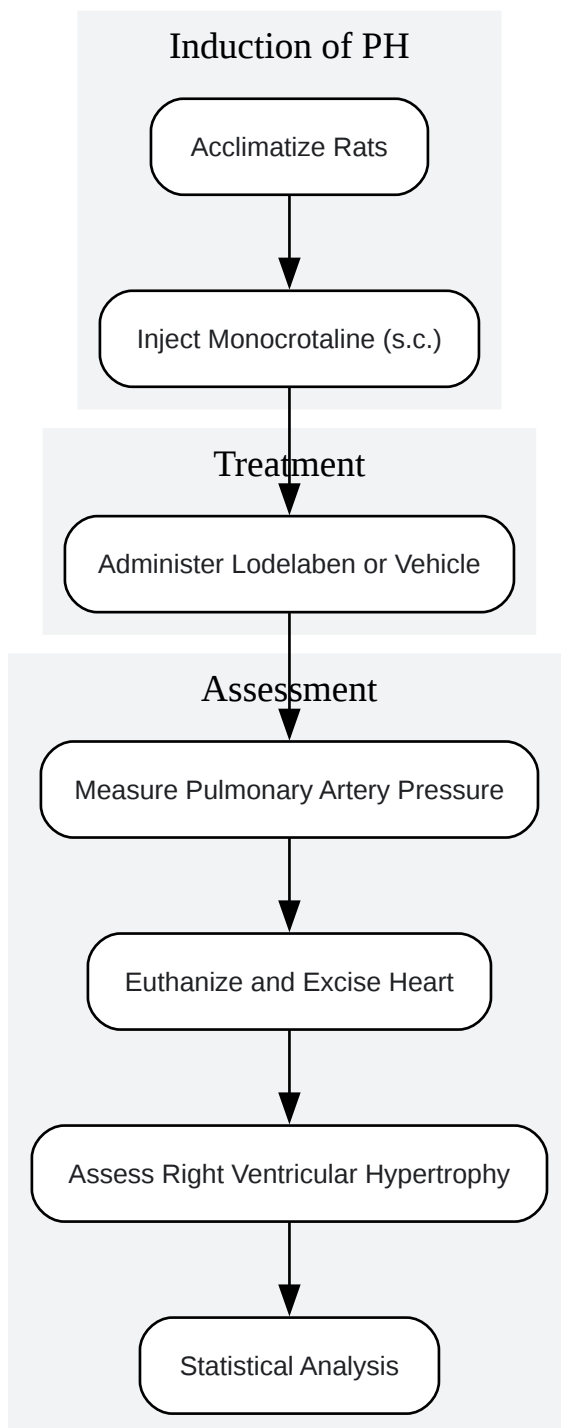 Induction of PH
Acclimatize Rats
Inject Monocrotaline (s.c.)
Treatment
Administer Lodelaben or Vehicle
Assessment
Measure Pulmonary Artery Pressure
Euthanize and Excise Heart
Assess Right Ventricular Hypertrophy
Statistical Analysis